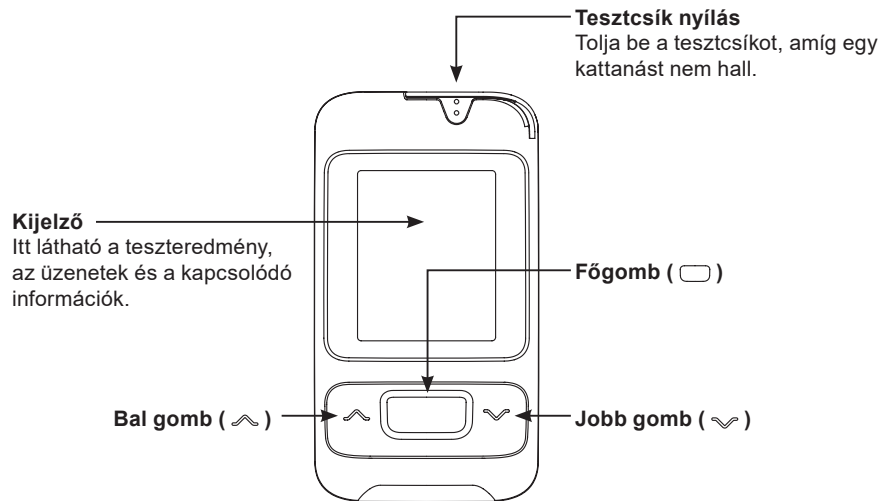 Tesztcsík nyílás
Tolja be a tesztcsíkot, amíg egy
kattanást nem hall.
Kijelző
Itt látható a teszteredmény,
az üzenetek és a kapcsolódó
információk.
Főgomb ( )
Bal gomb ( )
Jobb gomb ( )